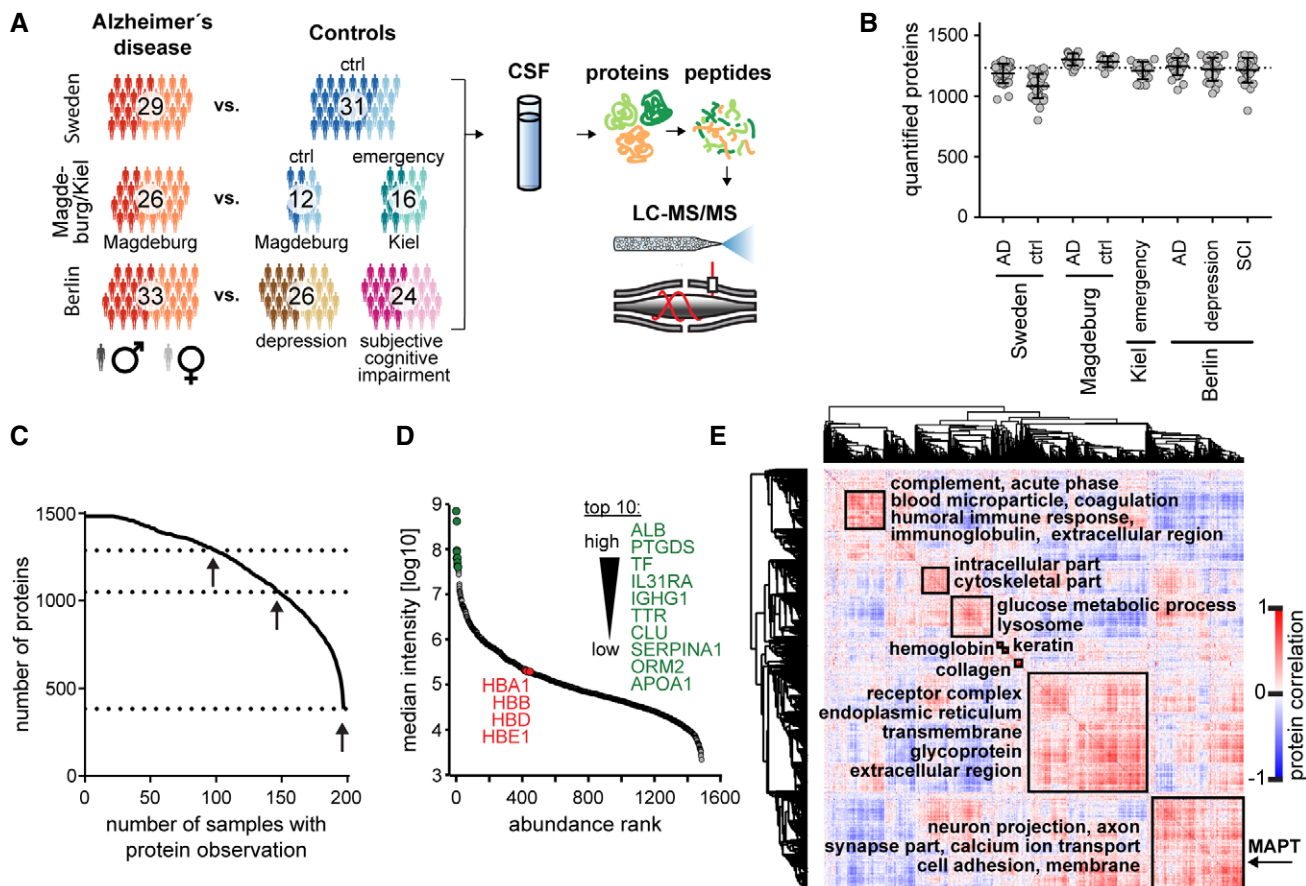 A
Alzheimer´s
disease
Controls
ctrl
Sweden
29
vs.
31
ctrl
emergency
Magde-
burg/Kiel
26
vs.
12
16
Magdeburg
Magdeburg
Kiel
Berlin
33
vs.
26
24
depression
subjective
cognitive
impairment
CSF
proteins
peptides
LC-MS/MS
B
quantified proteins
1500
1000
500
0
AD
ctrl
AD
ctrl
emergency
AD
depression
SCI
Sweden
Magdeburg
Kiel
Berlin
C
number of proteins
1500
1000
500
0
0
50
100
150
200
number of samples with
protein observation
D
median intensity [log10]
9
8
7
6
5
4
3
0
400
800
1200
1600
abundance rank
top 10:
high
low
ALB
PTGDS
TF
IL31RA
IGHG1
TTR
CLU
SERPINA1
ORM2
APOA1
HBA1
HBB
HBD
HBE1
E
complement, acute phase
blood microparticle, coagulation
humoral immune response,
immunoglobulin, extracellular region
intracellular part
cytoskeletal part
glucose metabolic process
lysosome
hemoglobin
keratin
collagen
receptor complex
endoplasmic reticulum
transmembrane
glycoprotein
extracellular region
neuron projection, axon
synapse part, calcium ion transport
cell adhesion, membrane
MAPT
1
0
-1
protein correlation